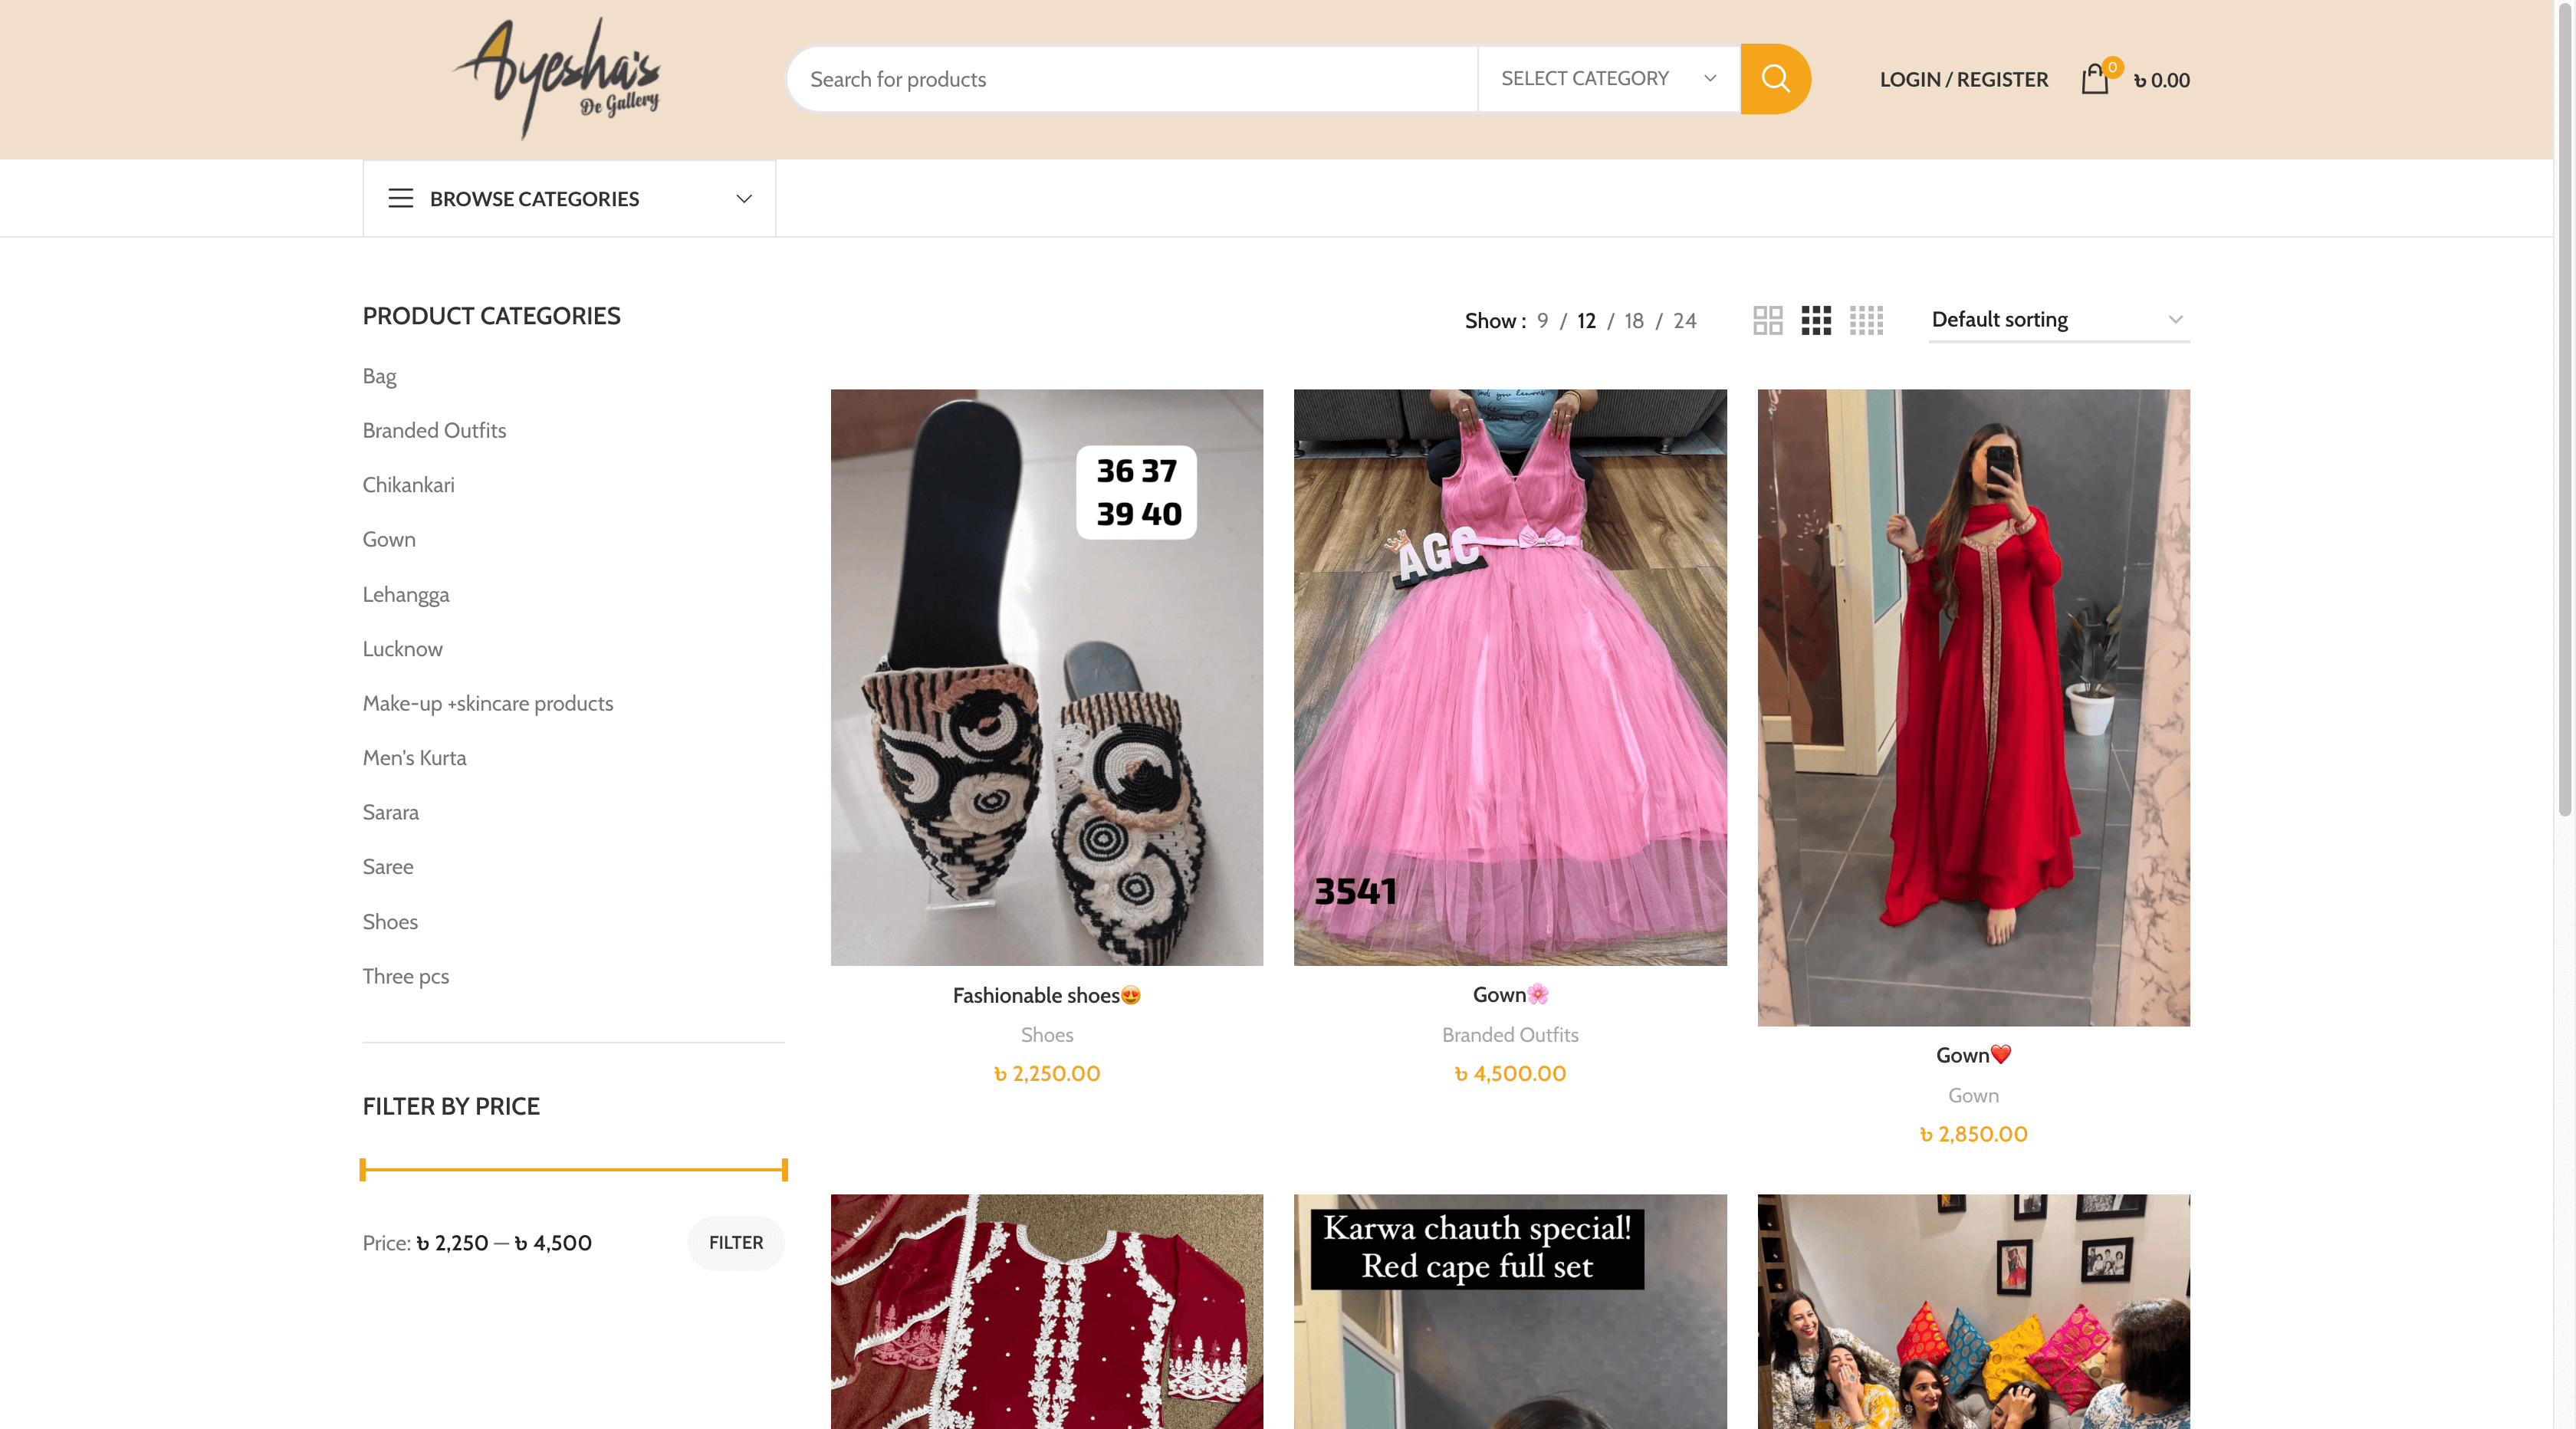 Ayesha's
De Gallery
Search for products
SELECT CATEGORY
LOGIN / REGISTER
0
৳ 0.00
BROWSE CATEGORIES
PRODUCT CATEGORIES
Bag
Branded Outfits
Chikankari
Gown
Lehangga
Lucknow
Make-up +skincare products
Men's Kurta
Sarara
Saree
Shoes
Three pcs
FILTER BY PRICE
Price: ৳ 2,250 — ৳ 4,500
FILTER
Show : 9 / 12 / 18 / 24
Default sorting
36 37
39 40
Fashionable shoes😍
Shoes
৳ 2,250.00
AGC
3541
Gown🌸
Branded Outfits
৳ 4,500.00
Gown❤️
Gown
৳ 2,850.00
Karwa chauth special!
Red cape full set